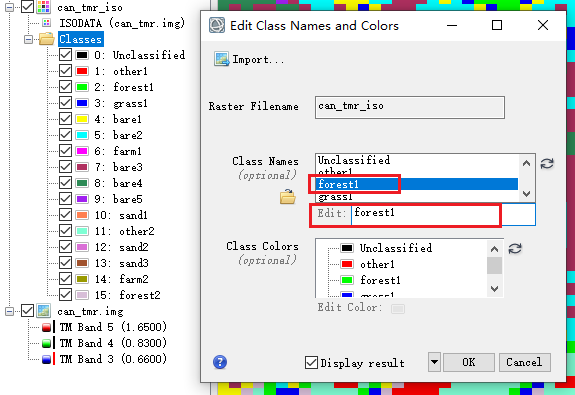 can_tmr_iso
ISODATA (can_tmr.img)
Classes
0: Unclassified
1: other1
2: forest1
3: grass1
4: bare1
5: bare2
6: farm1
7: bare3
8: bare4
9: bare5
10: sand1
11: other2
12: sand2
13: sand3
14: farm2
15: forest2
can_tmr.img
TM Band 5 (1.6500)
TM Band 4 (0.8300)
TM Band 3 (0.6600)
Edit Class Names and Colors
Import...
Raster Filename can_tmr_iso
Class Names
(optional)
Unclassified
other1
forest1
grass1
Edit: forest1
Class Colors
(optional)
Unclassified
other1
forest1
grass1
Edit Color:
Display result
OK
Cancel